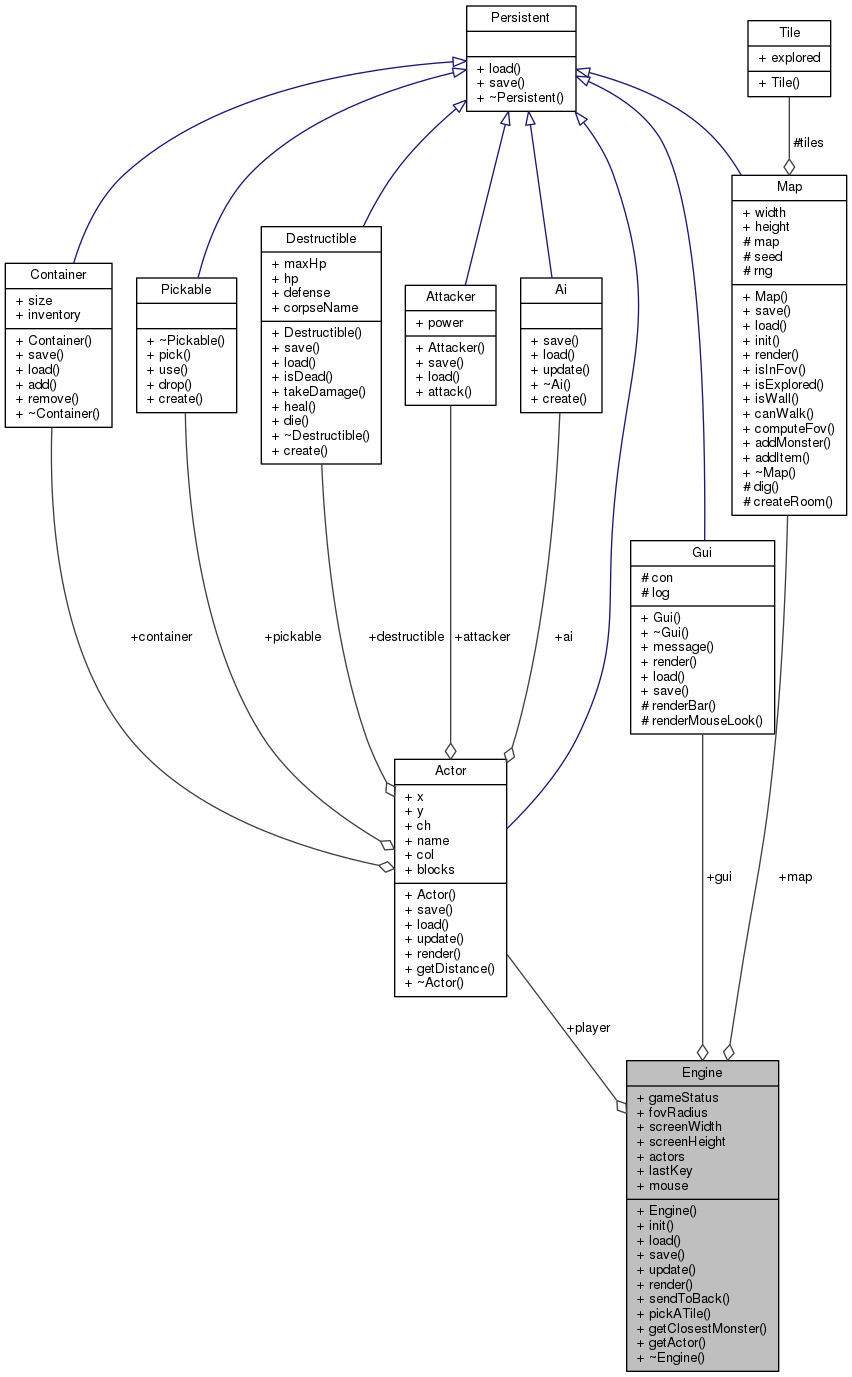 Persistent
+ load()
+ save()
+ ~Persistent()
Tile
+ explored
+ Tile()
#tiles
Map
+ width
+ height
# map
# seed
# rng
+ Map()
+ save()
+ load()
+ init()
+ render()
+ isInFov()
+ isExplored()
+ isWall()
+ canWalk()
+ computeFov()
+ addMonster()
+ addItem()
+ ~Map()
# dig()
# createRoom()
Container
+ size
+ inventory
+ Container()
+ save()
+ load()
+ add()
+ remove()
+ ~Container()
Pickable
+ ~Pickable()
+ pick()
+ use()
+ drop()
+ create()
Destructible
+ maxHp
+ hp
+ defense
+ corpseName
+ Destructible()
+ save()
+ load()
+ isDead()
+ takeDamage()
+ heal()
+ die()
+ ~Destructible()
+ create()
Attacker
+ power
+ Attacker()
+ save()
+ load()
+ attack()
Ai
+ save()
+ load()
+ update()
+ ~Ai()
+ create()
Gui
# con
# log
+ Gui()
+ ~Gui()
+ message()
+ render()
+ load()
+ save()
# renderBar()
# renderMouseLook()
+container
+pickable
+destructible
+attacker
+ai
Actor
+ x
+ y
+ ch
+ name
+ col
+ blocks
+ Actor()
+ save()
+ load()
+ update()
+ render()
+ getDistance()
+ ~Actor()
+gui
+map
+player
Engine
+ gameStatus
+ fovRadius
+ screenWidth
+ screenHeight
+ actors
+ lastKey
+ mouse
+ Engine()
+ init()
+ load()
+ save()
+ update()
+ render()
+ sendToBack()
+ pickATile()
+ getClosestMonster()
+ getActor()
+ ~Engine()